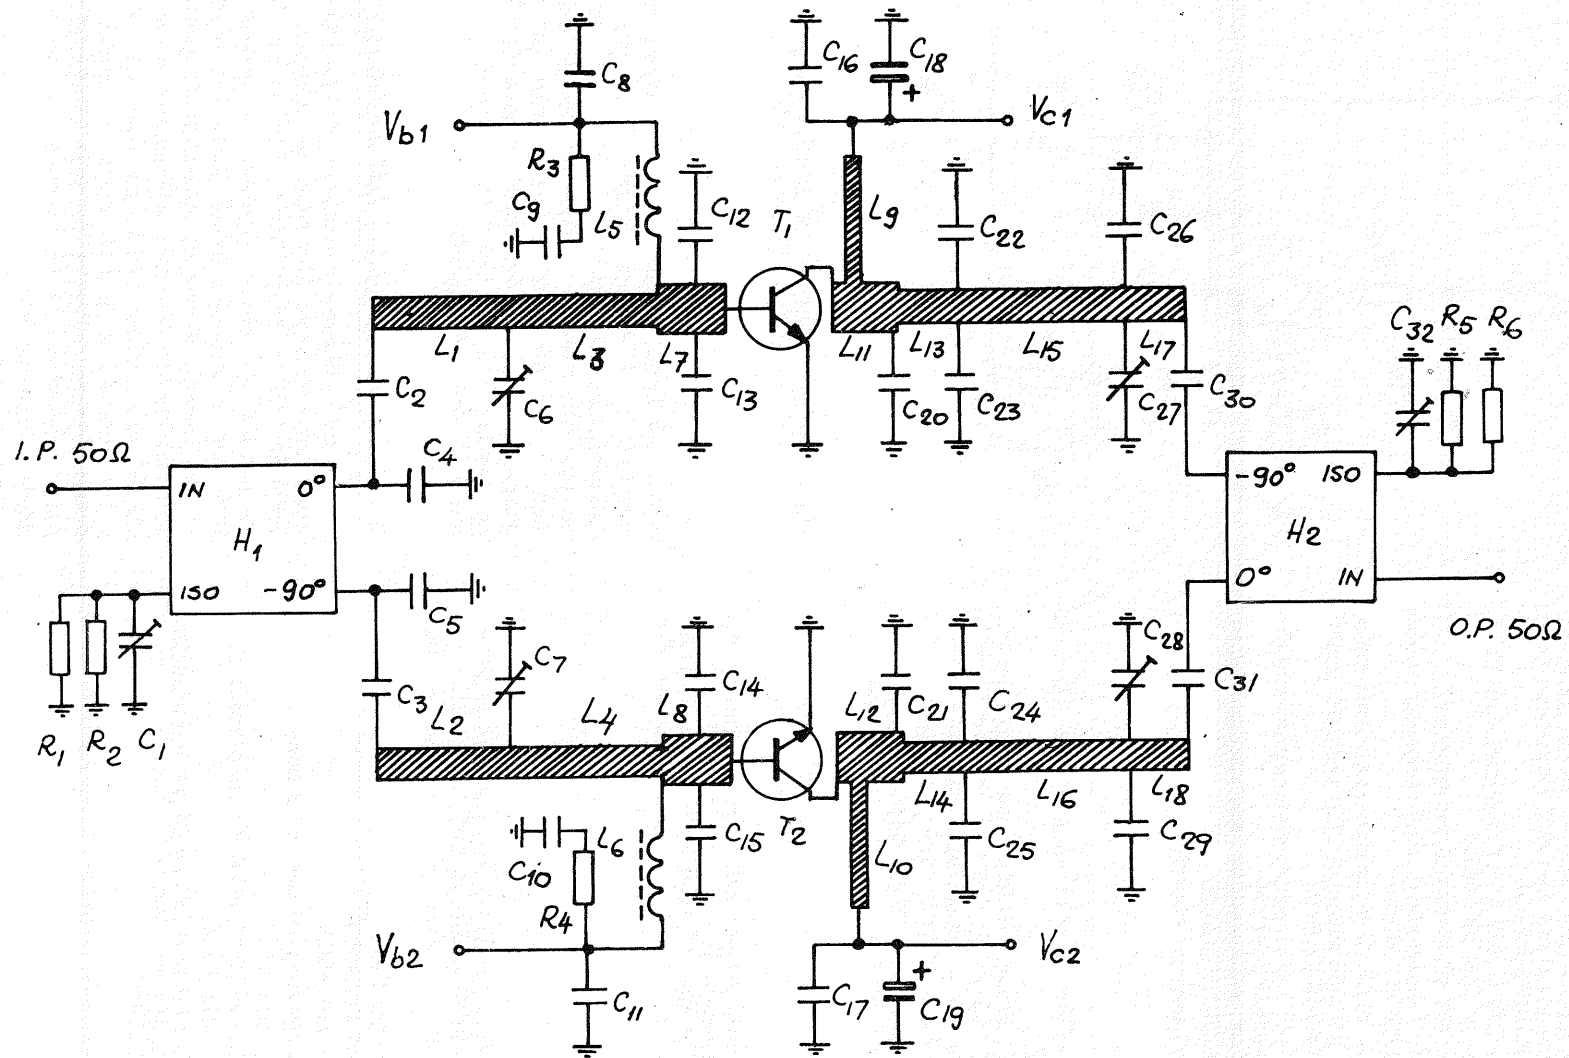 C16
C18
+
C8
Vb1
Vc1
R3
C9
L5
C12
T1
L9
C22
C26
L1
L3
L7
L11
L13
L15
L17
C32 R5 R6
C2
C6
C13
C20
C23
C27
C30
I.P. 50Ω
C4
IN 0°
H1
ISO -90°
-90° ISO
H2
0° IN
C5
O.P. 50Ω
R1 R2 C1
C3
C7
L2
L4
L8
C14
L12
C21
C24
C28
C31
T2
L14
L16
L18
C10
L6
R4
C15
L10
C25
C29
Vb2
Vc2
C11
C17
+
C19